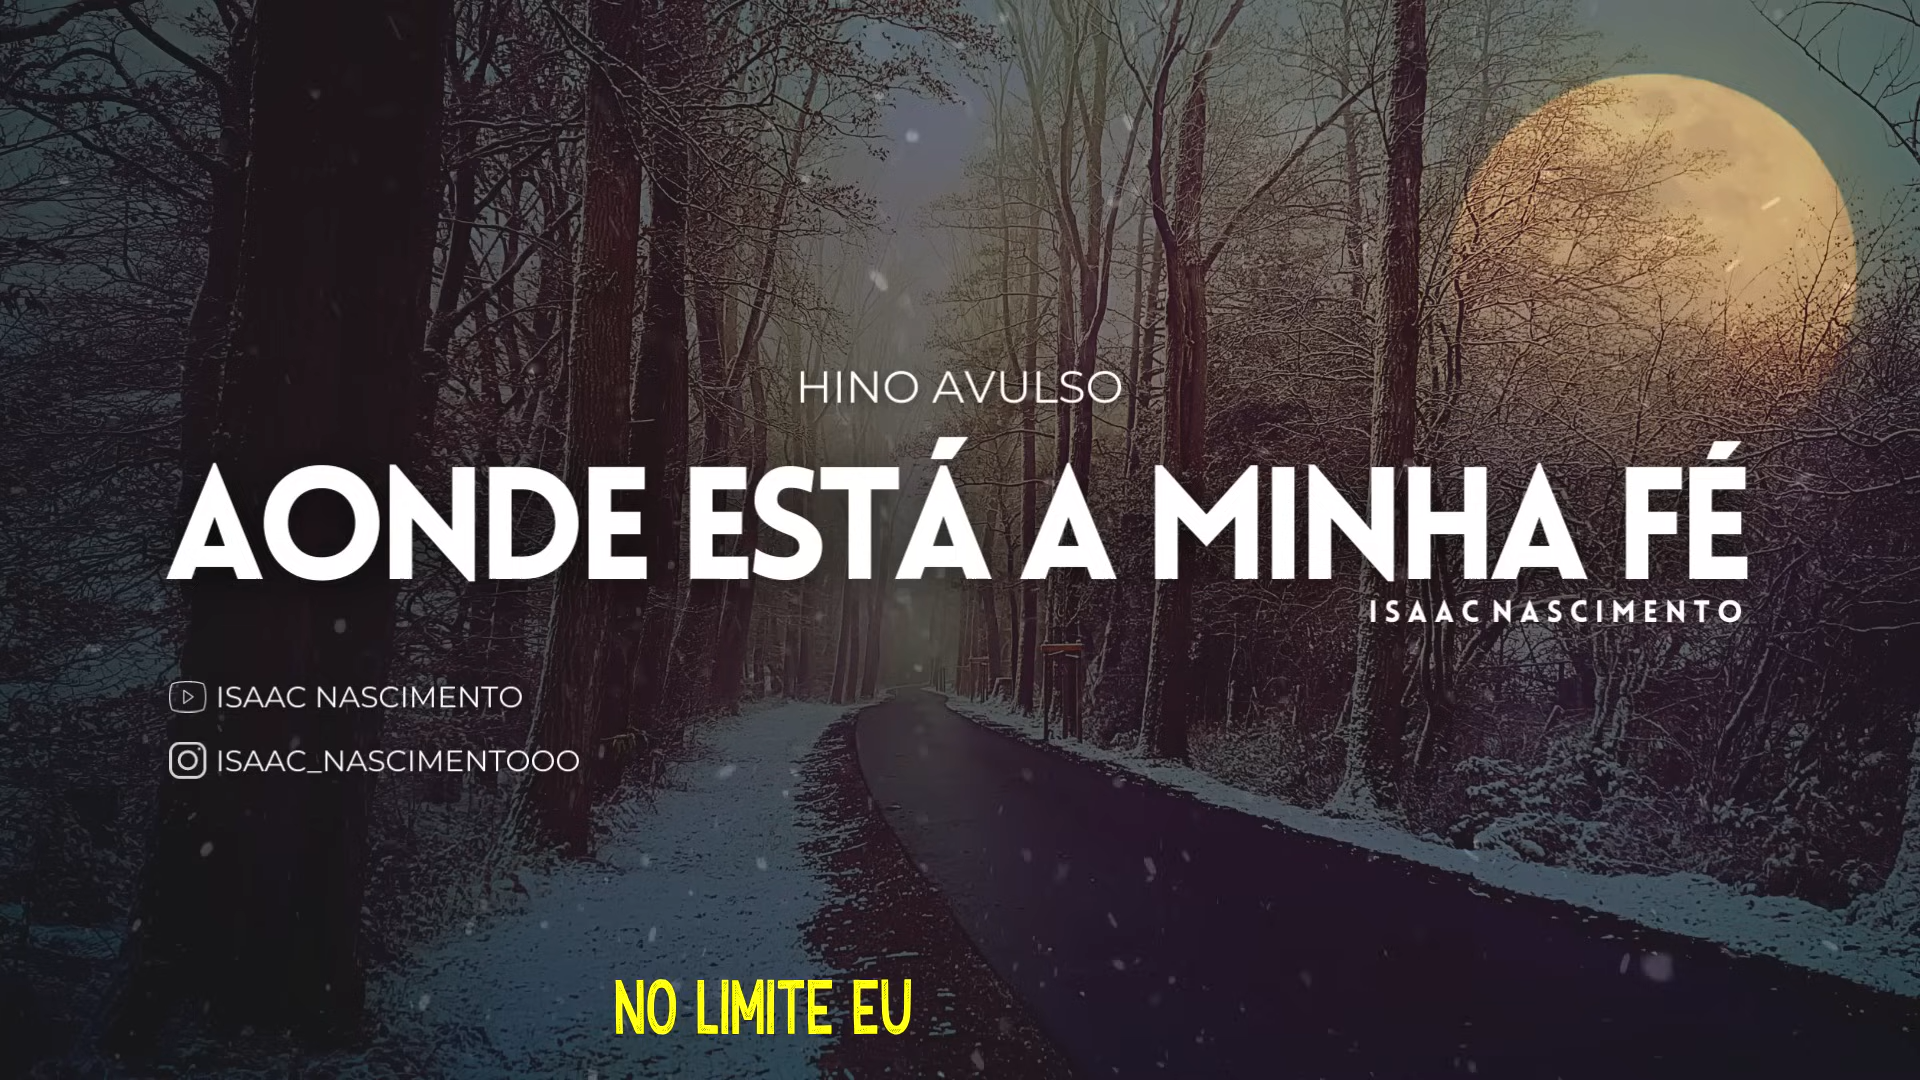 HINO AVULSO
AONDE ESTÁ A MINHA FÉ
ISAAC NASCIMENTO
ISAAC NASCIMENTO
ISAAC_NASCIMENTOOO
NO LIMITE EU